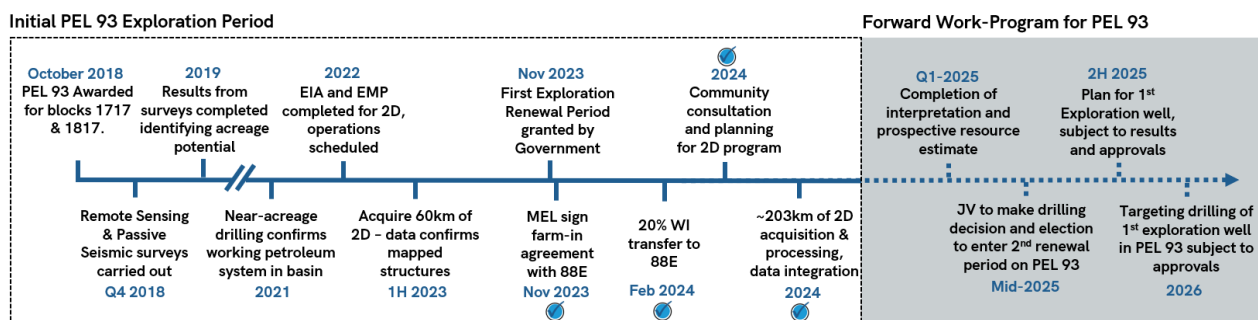 Initial PEL 93 Exploration Period
Forward Work-Program for PEL 93
October 2018
PEL 93 Awarded
for blocks 1717
& 1817.
2019
Results from
surveys completed
identifying acreage
potential
2022
EIA and EMP
completed for 2D,
operations
scheduled
Nov 2023
First Exploration
Renewal Period
granted by
Government
2024
Community
consultation
and planning
for 2D program
Q1-2025
Completion of
interpretation and
prospective resource
estimate
2H 2025
Plan for 1st
Exploration well,
subject to results
and approvals
Remote Sensing
& Passive
Seismic surveys
carried out
Q4 2018
Near-acreage
drilling confirms
working petroleum
system in basin
2021
Acquire 60km of
2D – data confirms
mapped
structures
1H 2023
MEL sign
farm-in
agreement
with 88E
Nov 2023
20% WI
transfer to
88E
Feb 2024
~203km of 2D
acquisition &
processing,
data integration
2024
JV to make drilling
decision and election
to enter 2nd renewal
period on PEL 93
Mid-2025
Targeting drilling of
1st exploration well
in PEL 93 subject to
approvals
2026